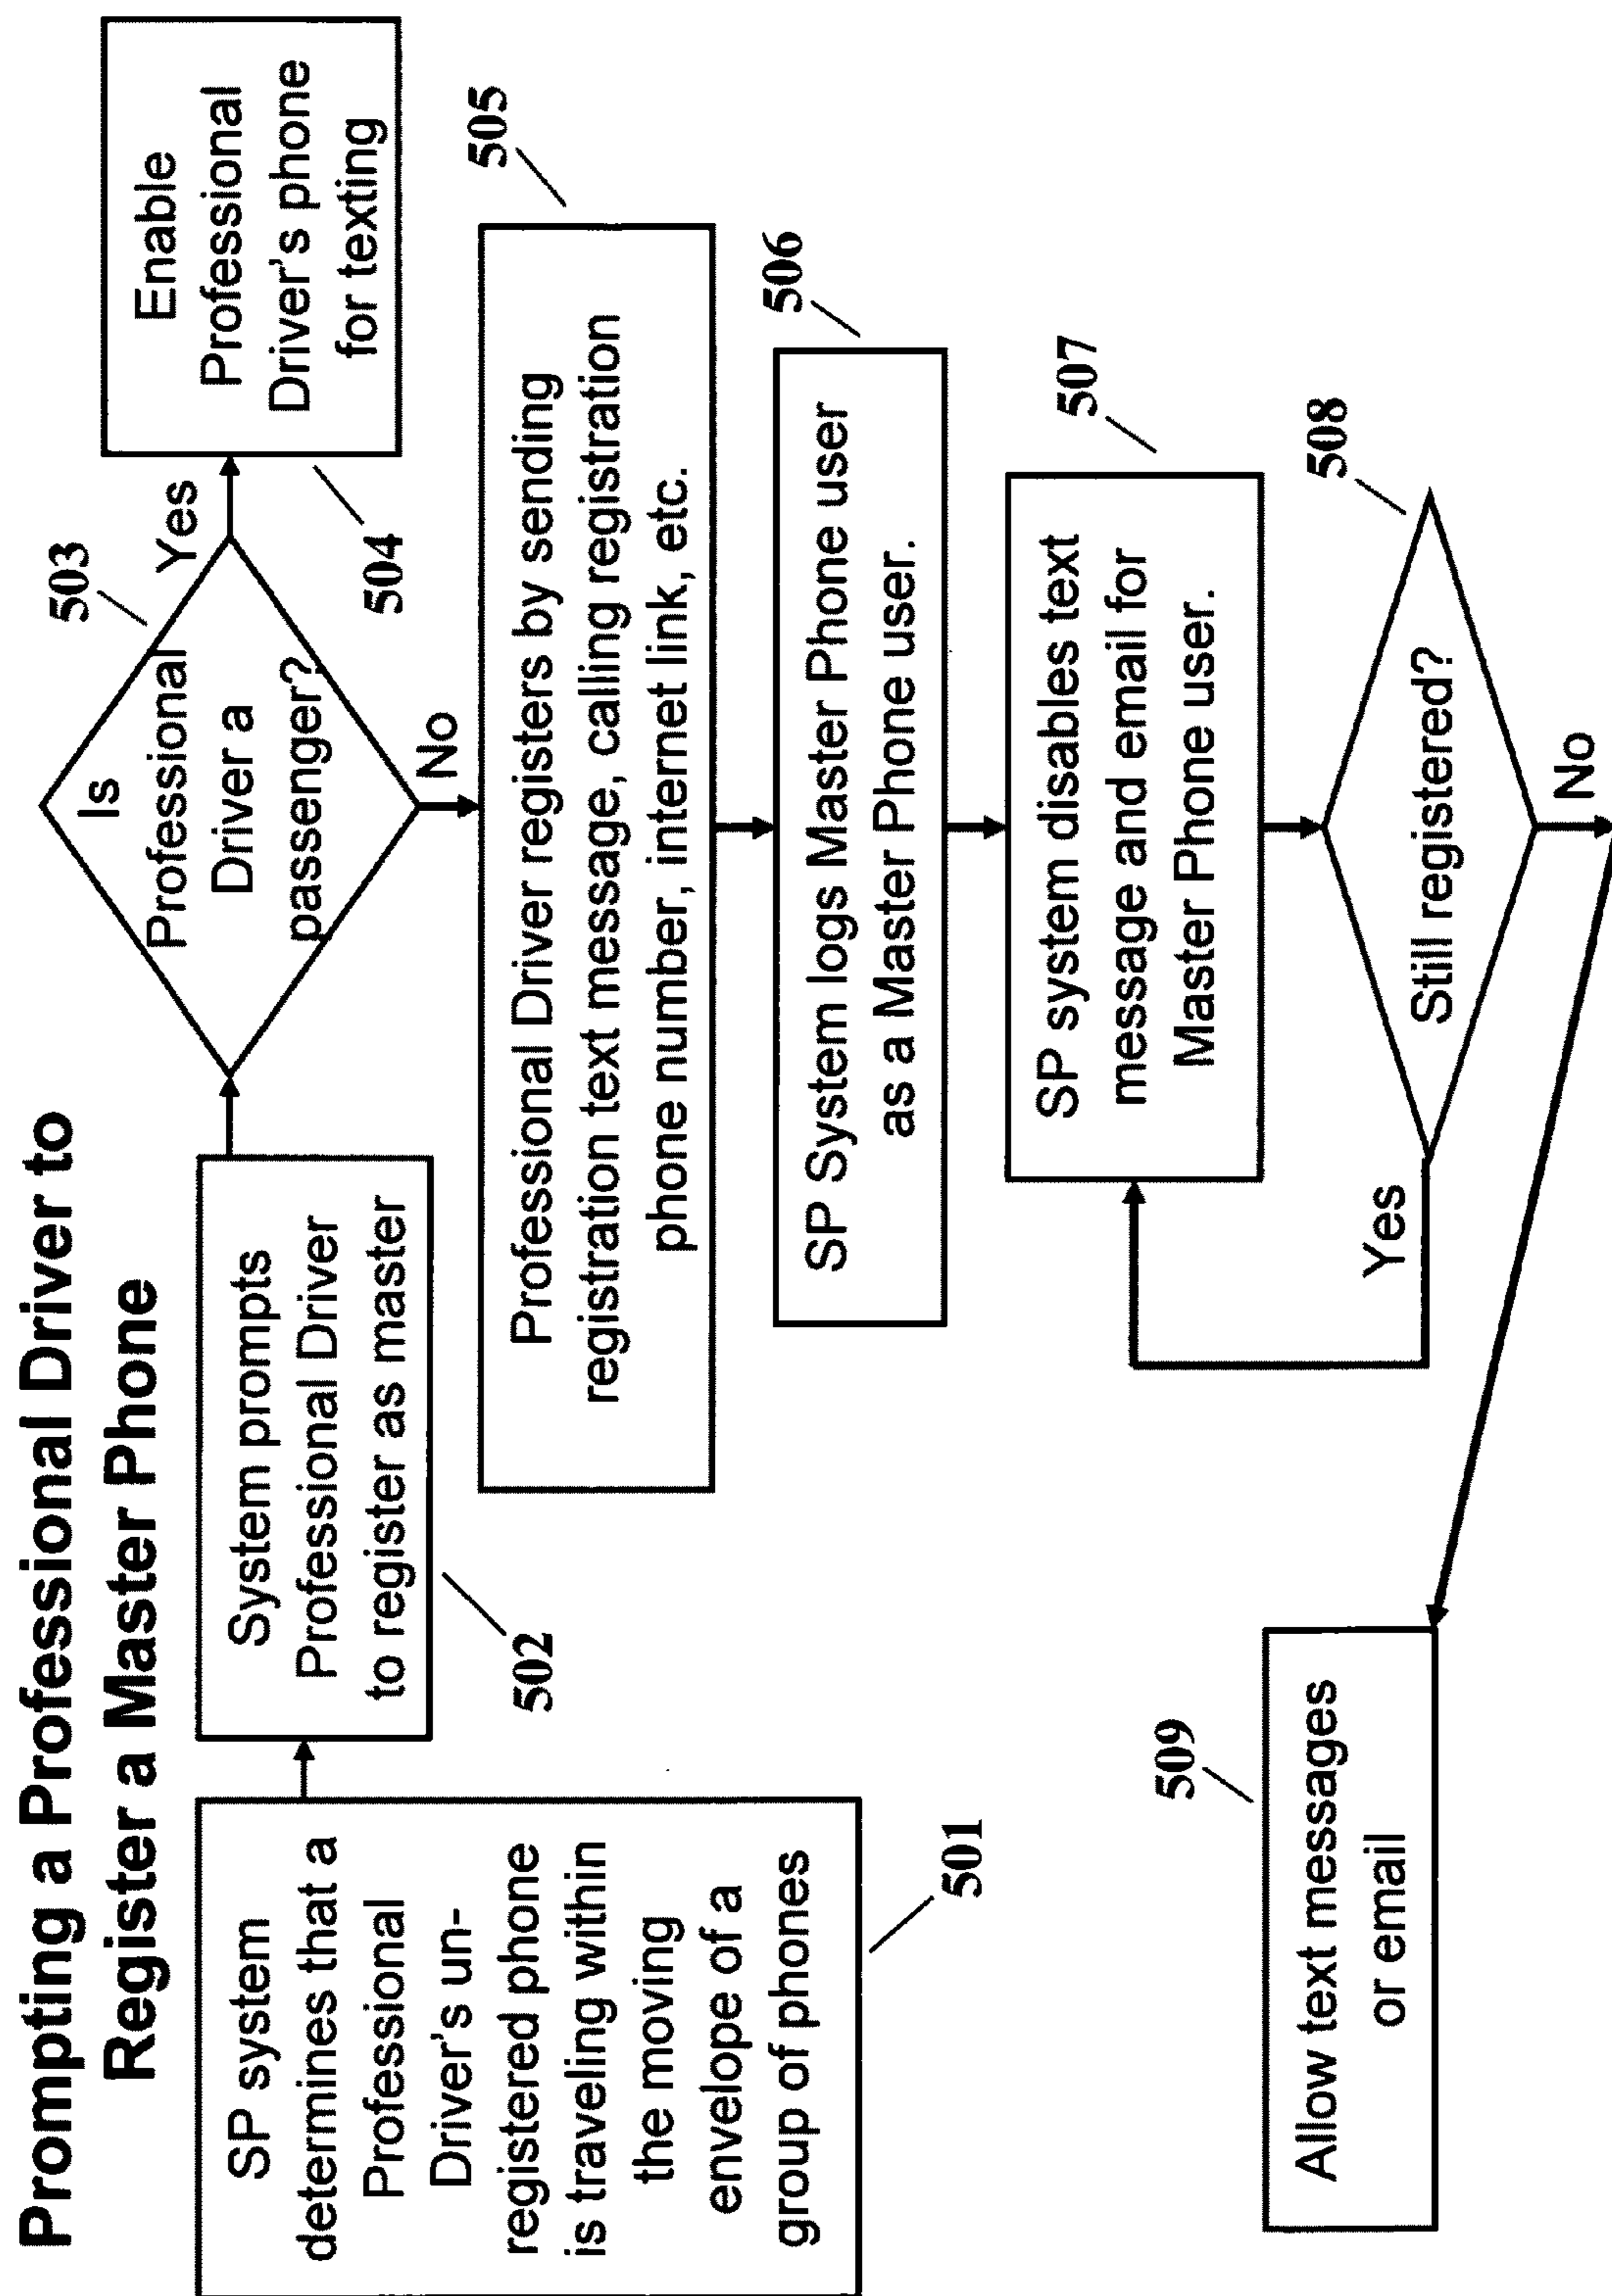 Prompting a Professional Driver to
Register a Master Phone
SP system
determines that a
Professional
Driver's un-
registered phone
is traveling within
the moving
envelope of a
group of phones
501
System prompts
Professional Driver
to register as master
502
Is
Professional
Driver a
passenger?
503
Yes
No
Enable
Professional
Driver's phone
for texting
504
Professional Driver registers by sending
registration text message, calling registration
phone number, internet link, etc.
505
SP System logs Master Phone user
as a Master Phone user.
506
SP system disables text
message and email for
Master Phone user.
507
Still registered?
508
Yes
No
Allow text messages
or email
509